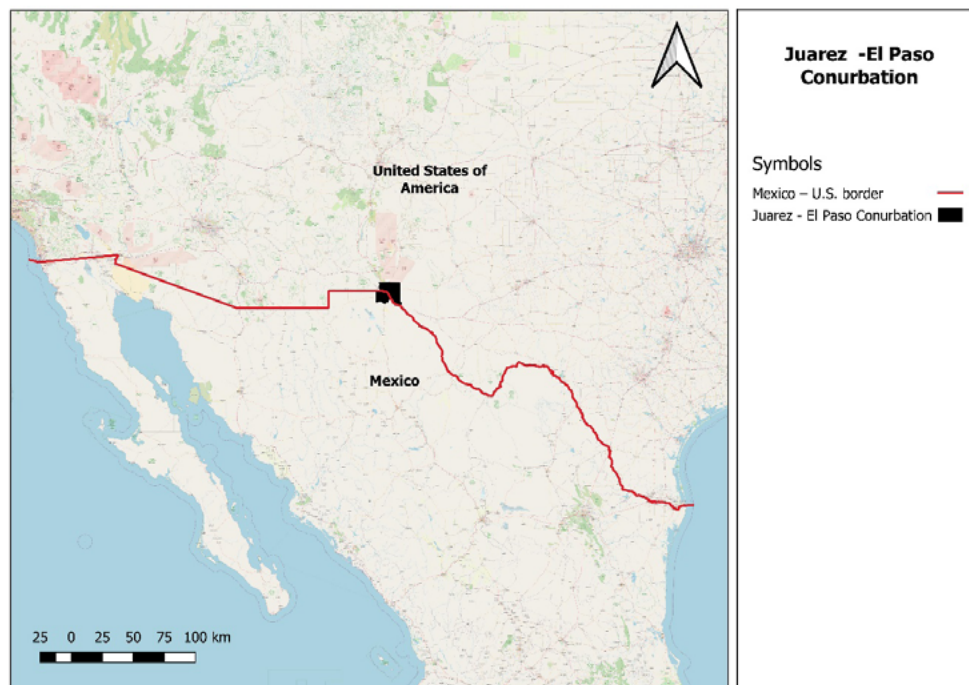 Juarez -El Paso
Conurbation
Symbols
Mexico – U.S. border
Juarez - El Paso Conurbation
United States of
America
Mexico
25 0 25 50 75 100 km